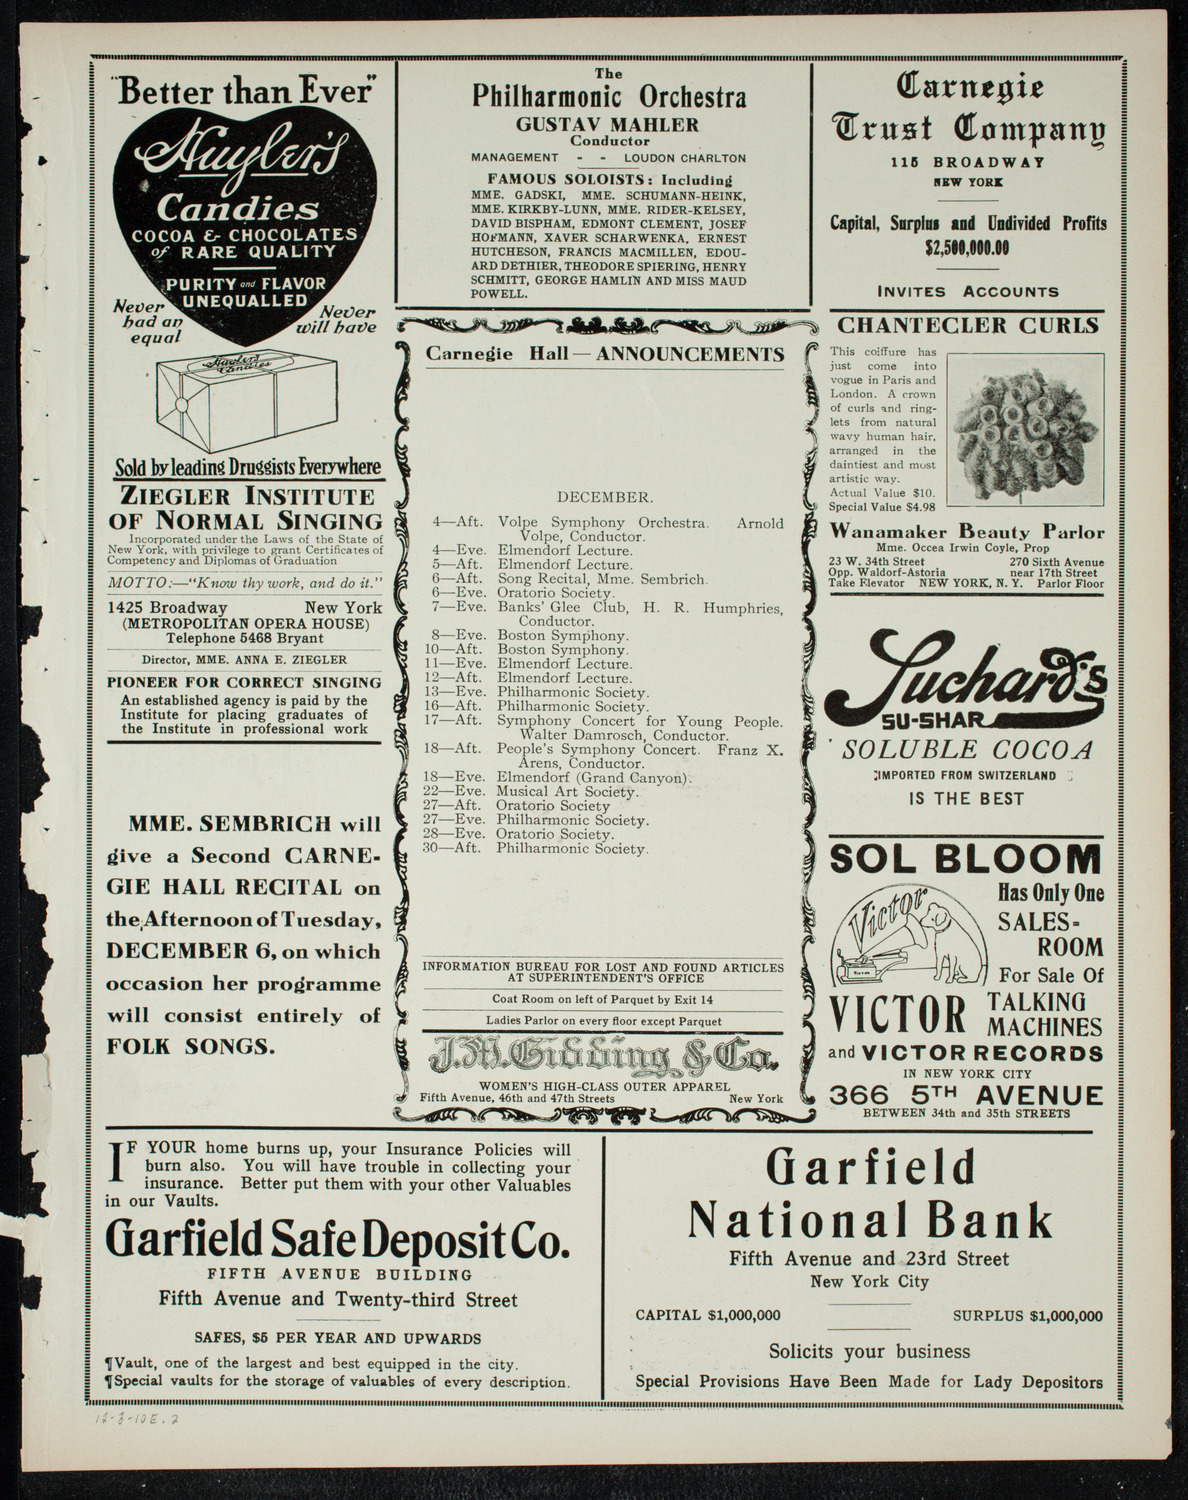 "Better than Ever"
Huyler's
Candies
COCOA & CHOCOLATES
of RARE QUALITY
PURITY and FLAVOR
UNEQUALLED
Never
had an
equal
Never
will have
Huyler's
Candies
Sold by leading Druggists Everywhere
ZIEGLER INSTITUTE
OF NORMAL SINGING
Incorporated under the Laws of the State of
New York, with privilege to grant Certificates of
Competency and Diplomas of Graduation
MOTTO:—"Know thy work, and do it."
1425 Broadway New York
(METROPOLITAN OPERA HOUSE)
Telephone 5468 Bryant
Director, MME. ANNA E. ZIEGLER
PIONEER FOR CORRECT SINGING
An established agency is paid by the
Institute for placing graduates of
the Institute in professional work
MME. SEMBRICH will
give a Second CARNE-
GIE HALL RECITAL on
the Afternoon of Tuesday,
DECEMBER 6, on which
occasion her programme
will consist entirely of
FOLK SONGS.
The
Philharmonic Orchestra
GUSTAV MAHLER
Conductor
MANAGEMENT - - LOUDON CHARLTON
FAMOUS SOLOISTS: Including
MME. GADSKI, MME. SCHUMANN-HEINK,
MME. KIRKBY-LUNN, MME. RIDER-KELSEY,
DAVID BISPHAM, EDMONT CLEMENT, JOSEF
HOFMANN, XAVER SCHARWENKA, ERNEST
HUTCHESON, FRANCIS MACMILLEN, EDOU-
ARD DETHIER, THEODORE SPIERING, HENRY
SCHMITT, GEORGE HAMLIN AND MISS MAUD
POWELL.
Carnegie Hall—ANNOUNCEMENTS
DECEMBER.
4—Aft. Volpe Symphony Orchestra. Arnold
Volpe, Conductor.
4—Eve. Elmendorf Lecture.
5—Aft. Elmendorf Lecture.
6—Aft. Song Recital, Mme. Sembrich.
6—Eve. Oratorio Society.
7—Eve. Banks' Glee Club, H. R. Humphries,
Conductor.
8—Eve. Boston Symphony.
10—Aft. Boston Symphony.
11—Eve. Elmendorf Lecture.
12—Aft. Elmendorf Lecture.
13—Eve. Philharmonic Society.
16—Aft. Philharmonic Society.
17—Aft. Symphony Concert for Young People.
Walter Damrosch, Conductor.
18—Aft. People's Symphony Concert. Franz X.
Arens, Conductor.
18—Eve. Elmendorf (Grand Canyon).
22—Eve. Musical Art Society.
27—Aft. Oratorio Society
27—Eve. Philharmonic Society.
28—Eve. Oratorio Society.
30—Aft. Philharmonic Society.
INFORMATION BUREAU FOR LOST AND FOUND ARTICLES
AT SUPERINTENDENT'S OFFICE
Coat Room on left of Parquet by Exit 14
Ladies Parlor on every floor except Parquet
J.M. Gidding & Co.
WOMEN'S HIGH-CLASS OUTER APPAREL
Fifth Avenue, 46th and 47th Streets New York
Carnegie
Trust Company
115 BROADWAY
NEW YORK
Capital, Surplus and Undivided Profits
$2,500,000.00
INVITES ACCOUNTS
CHANTECLER CURLS
This coiffure has
just come into
vogue in Paris and
London. A crown
of curls and ring-
lets from natural
wavy human hair,
arranged in the
daintiest and most
artistic way.
Actual Value $10.
Special Value $4.98
Wanamaker Beauty Parlor
Mme. Occea Irwin Coyle, Prop
23 W. 34th Street 270 Sixth Avenue
Opp. Waldorf-Astoria near 17th Street
Take Elevator NEW YORK, N. Y. Parlor Floor
Suchard's
SU-SHAR
SOLUBLE COCOA
IMPORTED FROM SWITZERLAND
IS THE BEST
SOL BLOOM
Victor
Has Only One
SALES-
ROOM
For Sale Of
VICTOR TALKING
MACHINES
and VICTOR RECORDS
IN NEW YORK CITY
366 5TH AVENUE
BETWEEN 34th and 35th STREETS
IF YOUR home burns up, your Insurance Policies will
burn also. You will have trouble in collecting your
insurance. Better put them with your other Valuables
in our Vaults.
Garfield Safe Deposit Co.
FIFTH AVENUE BUILDING
Fifth Avenue and Twenty-third Street
SAFES, $5 PER YEAR AND UPWARDS
¶Vault, one of the largest and best equipped in the city.
¶Special vaults for the storage of valuables of every description.
Garfield
National Bank
Fifth Avenue and 23rd Street
New York City
CAPITAL $1,000,000 SURPLUS $1,000,000
Solicits your business
Special Provisions Have Been Made for Lady Depositors
12-3-10E.2